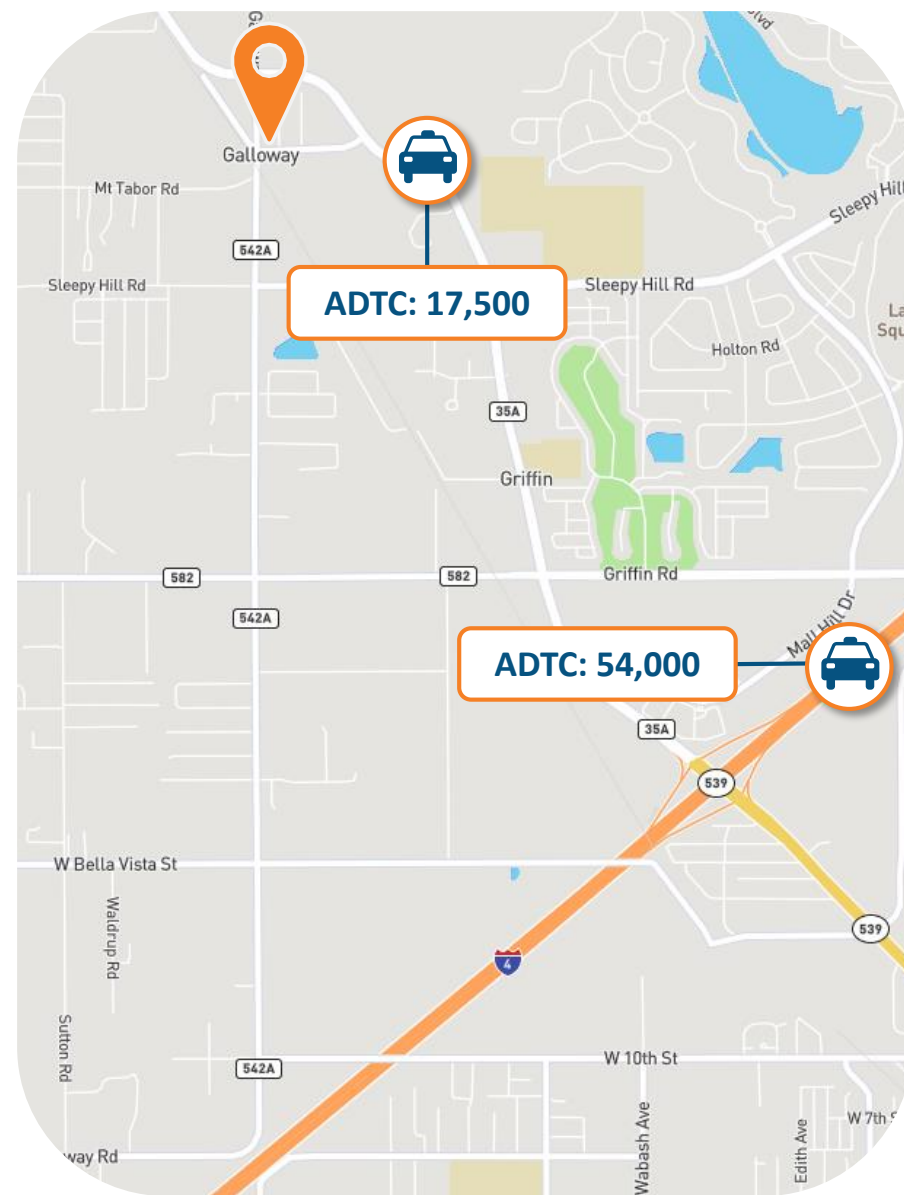 Galloway
Mt Tabor Rd
Sleepy Hill
542A
Sleepy Hill Rd
Sleepy Hill Rd
ADTC: 17,500
Holton Rd
35A
Griffin
582
582
Griffin Rd
542A
Mall Hill Dr
ADTC: 54,000
35A
539
W Bella Vista St
Waldrup Rd
539
4
Sutton Rd
W 10th St
542A
Wabash Ave
Edith Ave
W 7th
way Rd